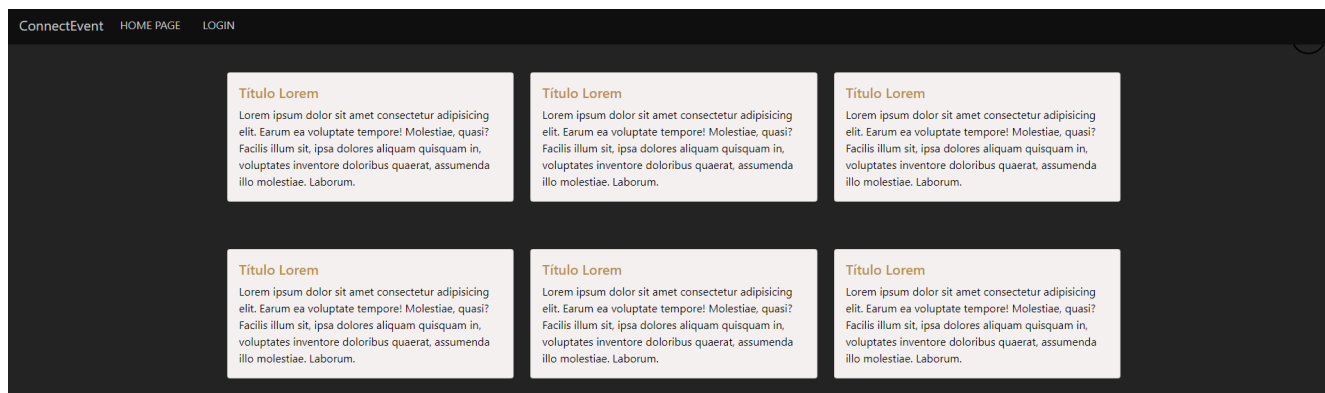 ConnectEvent HOME PAGE LOGIN
Título Lorem
Lorem ipsum dolor sit amet consectetur adipisicing
elit. Earum ea voluptate tempore! Molestiae, quasi?
Facilis illum sit, ipsa dolores aliquam quisquam in,
voluptates inventore doloribus quaerat, assumenda
illo molestiae. Laborum.
Título Lorem
Lorem ipsum dolor sit amet consectetur adipisicing
elit. Earum ea voluptate tempore! Molestiae, quasi?
Facilis illum sit, ipsa dolores aliquam quisquam in,
voluptates inventore doloribus quaerat, assumenda
illo molestiae. Laborum.
Título Lorem
Lorem ipsum dolor sit amet consectetur adipisicing
elit. Earum ea voluptate tempore! Molestiae, quasi?
Facilis illum sit, ipsa dolores aliquam quisquam in,
voluptates inventore doloribus quaerat, assumenda
illo molestiae. Laborum.
Título Lorem
Lorem ipsum dolor sit amet consectetur adipisicing
elit. Earum ea voluptate tempore! Molestiae, quasi?
Facilis illum sit, ipsa dolores aliquam quisquam in,
voluptates inventore doloribus quaerat, assumenda
illo molestiae. Laborum.
Título Lorem
Lorem ipsum dolor sit amet consectetur adipisicing
elit. Earum ea voluptate tempore! Molestiae, quasi?
Facilis illum sit, ipsa dolores aliquam quisquam in,
voluptates inventore doloribus quaerat, assumenda
illo molestiae. Laborum.
Título Lorem
Lorem ipsum dolor sit amet consectetur adipisicing
elit. Earum ea voluptate tempore! Molestiae, quasi?
Facilis illum sit, ipsa dolores aliquam quisquam in,
voluptates inventore doloribus quaerat, assumenda
illo molestiae. Laborum.